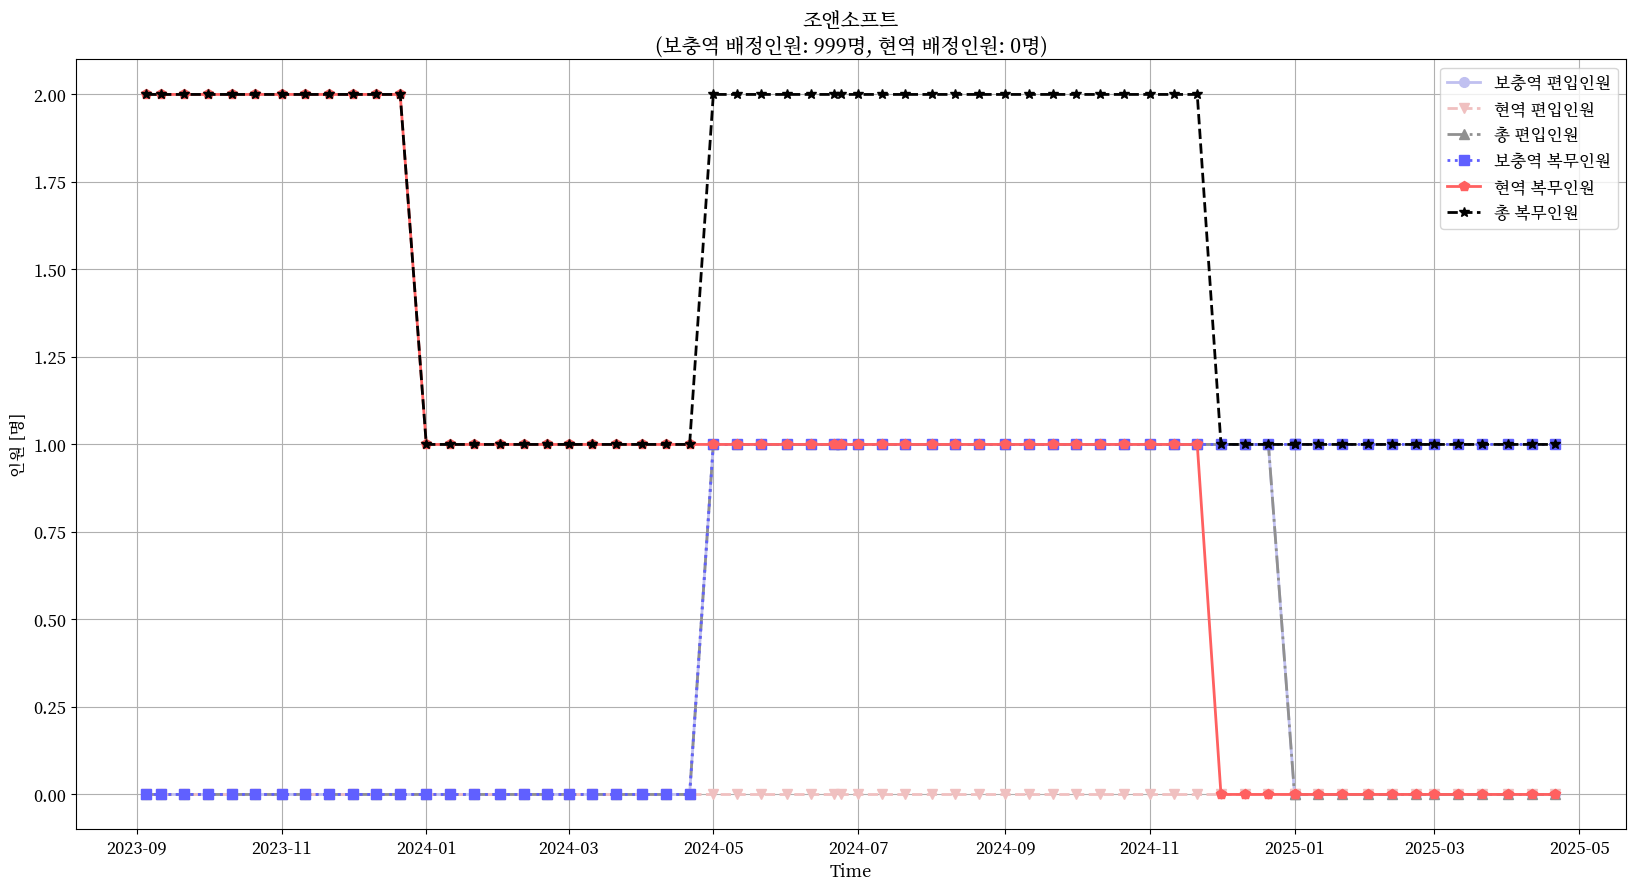 조앤소프트
(보충역 배정인원: 999명, 현역 배정인원: 0명)
보충역 편입인원
현역 편입인원
총 편입인원
보충역 복무인원
현역 복무인원
총 복무인원
인원 [명]
2.00
1.75
1.50
1.25
1.00
0.75
0.50
0.25
0.00
2023-09
2023-11
2024-01
2024-03
2024-05
2024-07
2024-09
2024-11
2025-01
2025-03
2025-05
Time